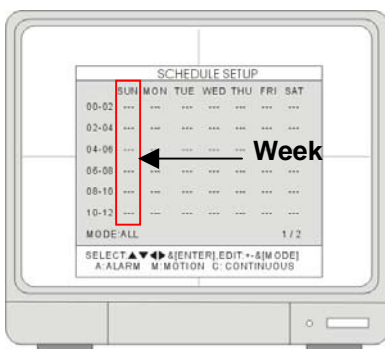 SCHEDULE SETUP
SUN MON TUE WED THU FRI SAT
00-02 --- --- --- --- --- --- ---
02-04 --- --- --- --- --- --- ---
04-06 --- --- --- --- --- --- ---
Week
06-08 --- --- --- --- --- --- ---
08-10 --- --- --- --- --- --- ---
10-12 --- --- --- --- --- --- ---
MODE:ALL 1/2
SELECT▲▼◀▶&[ENTER],EDIT:+-&[MODE]
A:ALARM M:MOTION C:CONTINUOUS